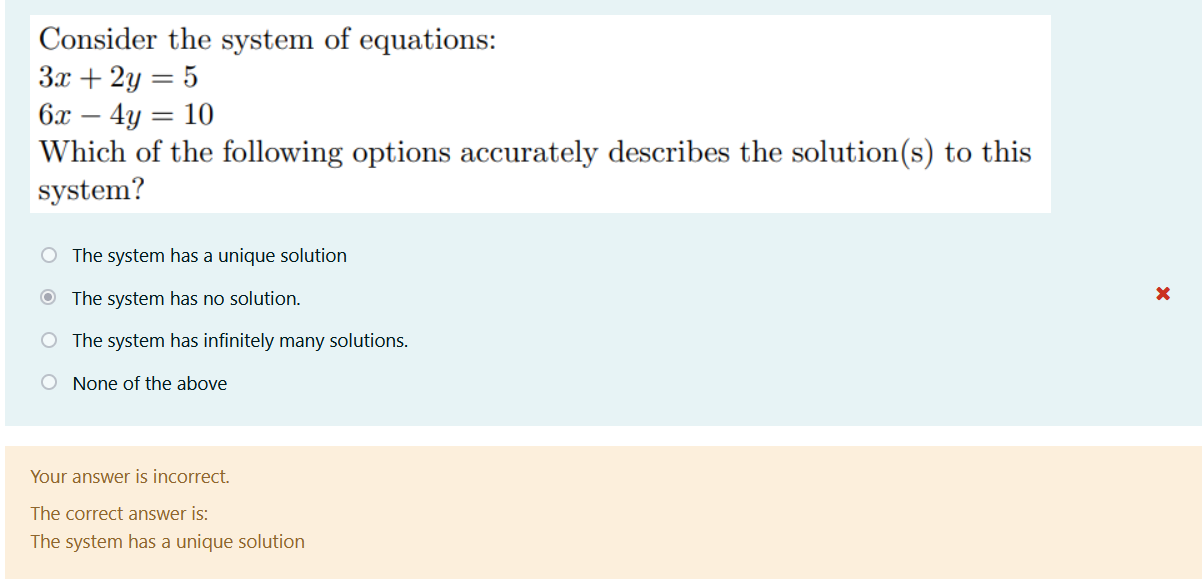 Consider the system of equations:
3x + 2y = 5
6x − 4y = 10
Which of the following options accurately describes the solution(s) to this
system?
The system has a unique solution
The system has no solution.
The system has infinitely many solutions.
None of the above
Your answer is incorrect.
The correct answer is:
The system has a unique solution